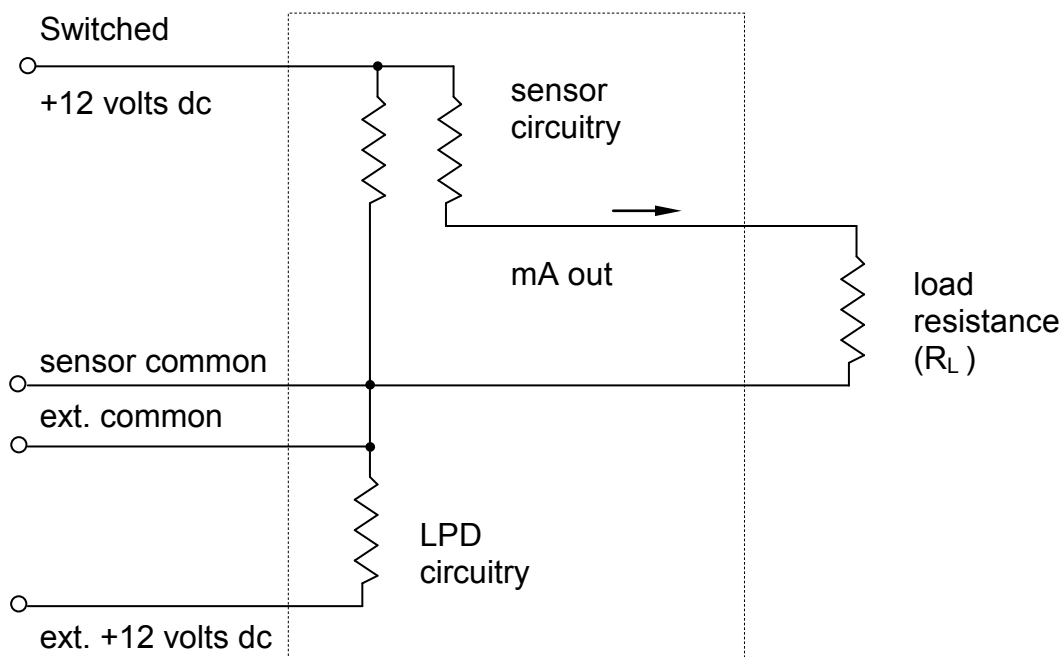 Switched
+12 volts dc
sensor
circuitry
mA out
load
resistance
(RL )
sensor common
ext. common
LPD
circuitry
ext. +12 volts dc